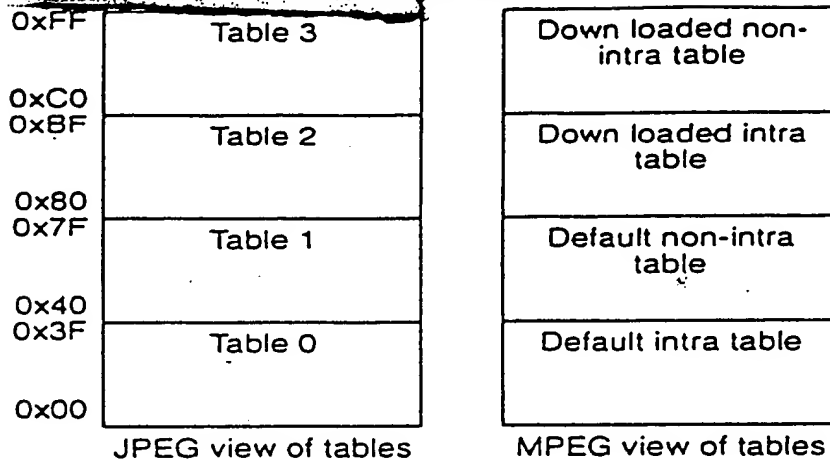 0xFF
Table 3
0xC0
0xBF
Table 2
0x80
0x7F
Table 1
0x40
0x3F
Table 0
0x00
JPEG view of tables
Down loaded non-
intra table
Down loaded intra
table
Default non-intra
table
Default intra table
MPEG view of tables